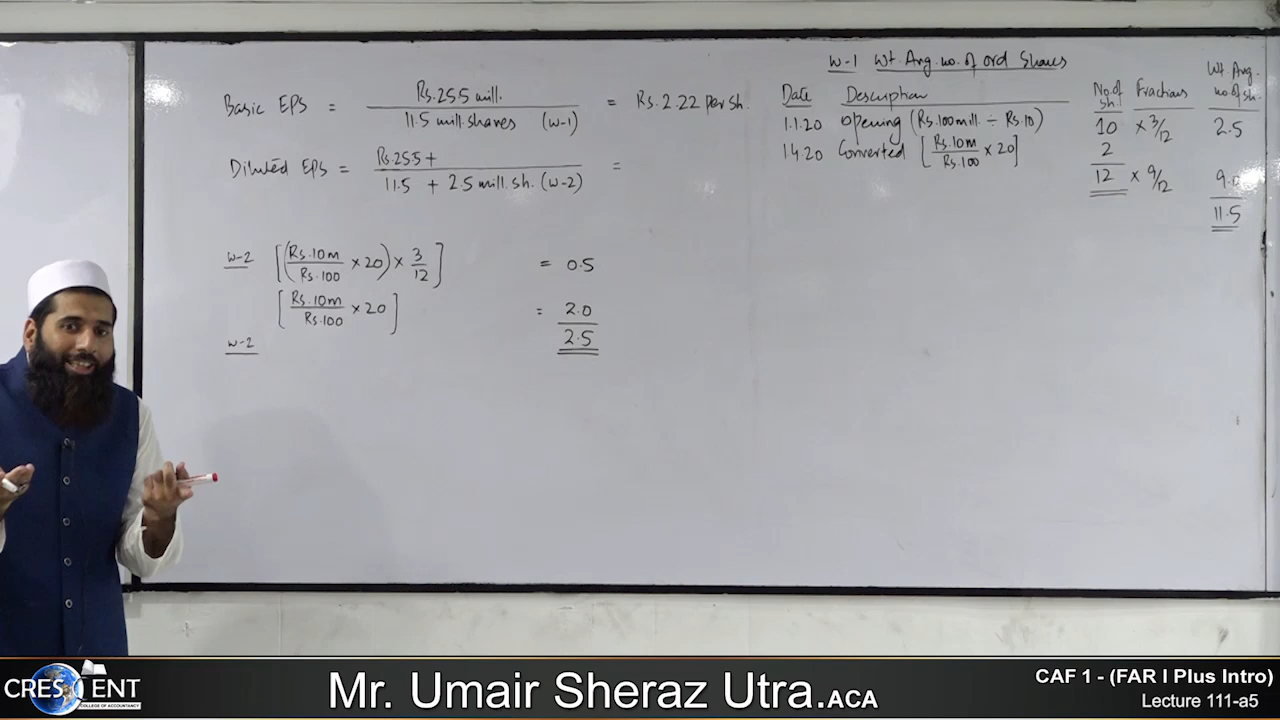 Basic EPS = Rs.25.5 mill. / 11.5 mill. shares (W-1) = Rs. 2.22 per sh.
Diluted EPS = Rs.25.5 + / 11.5 + 2.5 mill. sh. (W-2) =
W-2 [(Rs.10m / Rs.100 × 20) × 3/12] = 0.5
[Rs.10m / Rs.100 × 20] = 2.0
2.5
W-2
W-1 Wt. Avg. no. of ord Shares
Date Description No. of sh. Fractions Wt. Avg. no. of sh.
1.1.20 opening (Rs.100 mill. ÷ Rs.10) 10 × 3/12 2.5
1.4.20 Converted [Rs.10m / Rs.100 × 20] 2
12 × 9/12 9.0
11.5
CRESCENT
COLLEGE OF ACCOUNTANCY
Mr. Umair Sheraz Utra.ACA
CAF 1 - (FAR I Plus Intro)
Lecture 111-a5